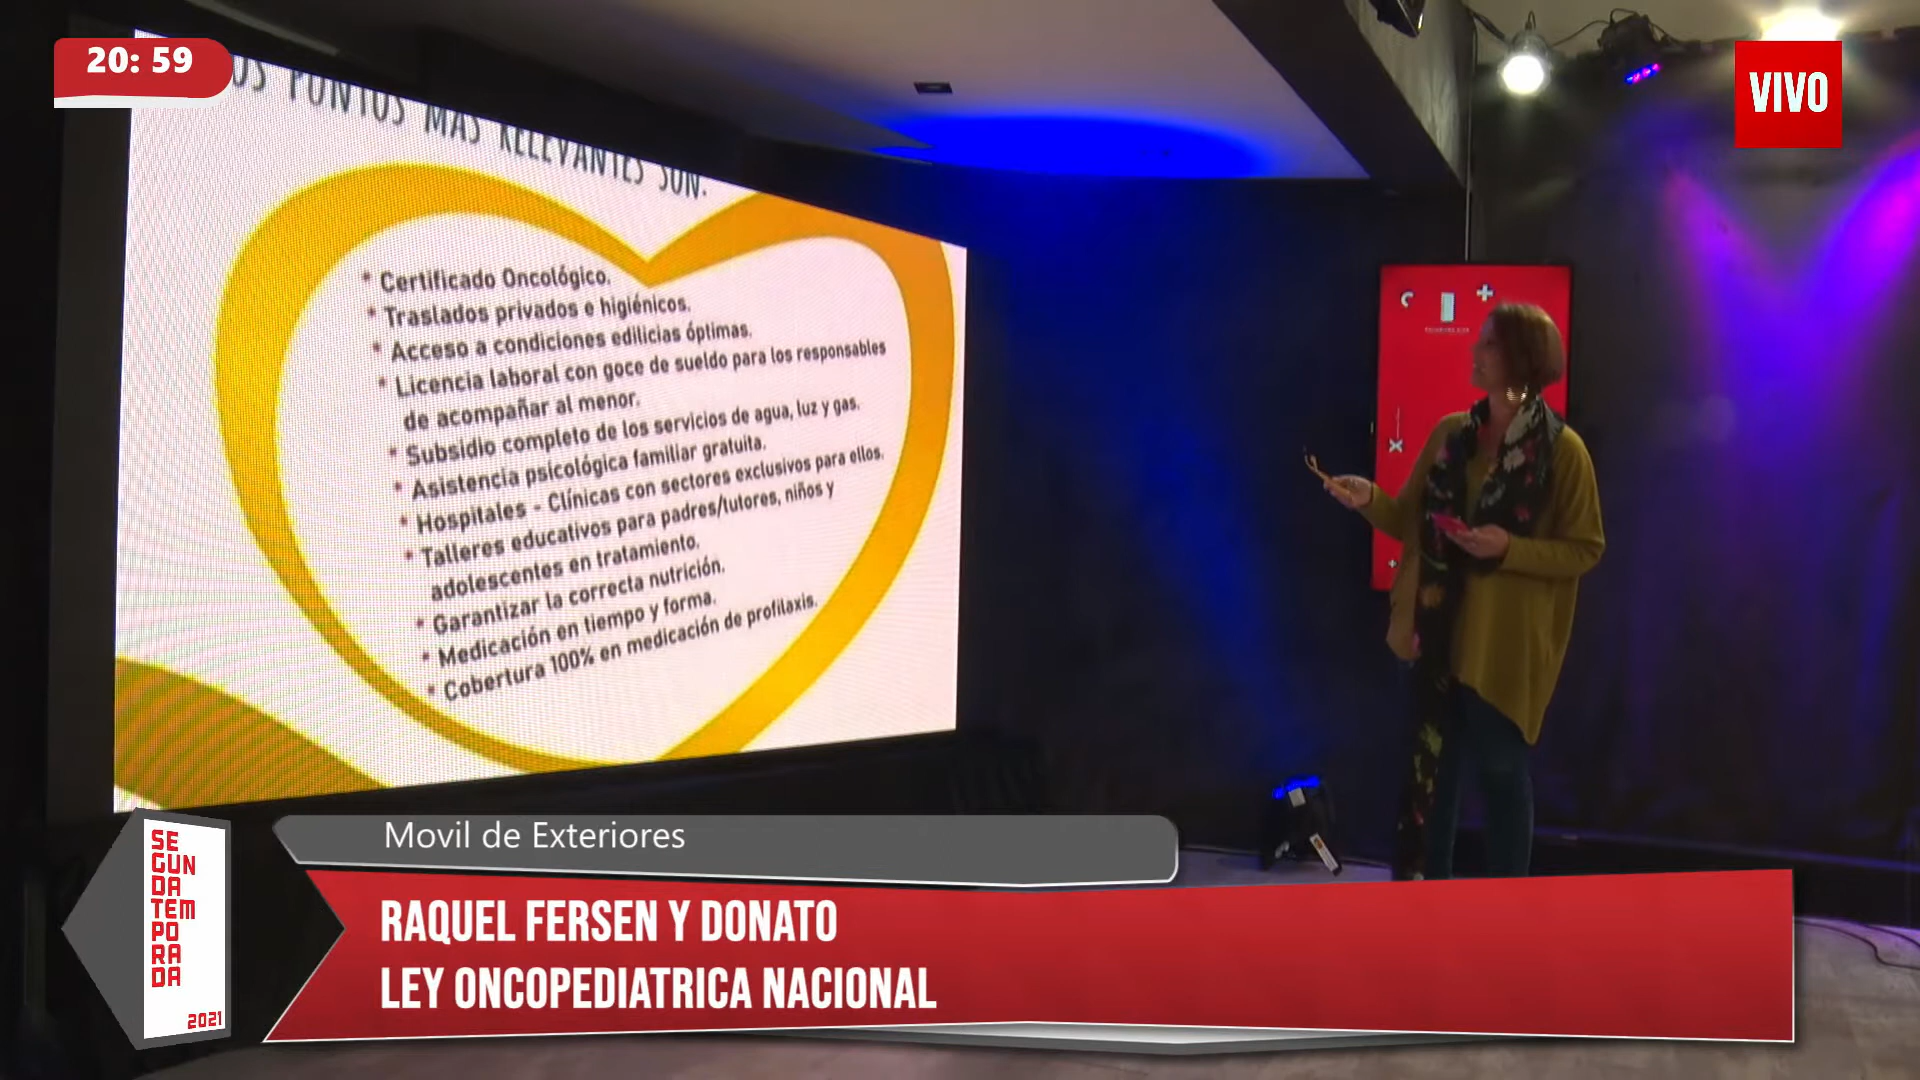 20: 59
VIVO
PUNTOS MÁS RELEVANTES SON:
* Certificado Oncológico.
* Traslados privados e higiénicos.
* Acceso a condiciones edilicias óptimas.
* Licencia laboral con goce de sueldo para los responsables
de acompañar al menor.
* Subsidio completo de los servicios de agua, luz y gas.
* Asistencia psicológica familiar gratuita.
* Hospitales - Clínicas con sectores exclusivos para ellos.
* Talleres educativos para padres/tutores, niños y
adolescentes en tratamiento.
* Garantizar la correcta nutrición.
* Medicación en tiempo y forma.
* Cobertura 100% en medicación de profilaxis.
Movil de Exteriores
RAQUEL FERSEN Y DONATO
LEY ONCOPEDIATRICA NACIONAL
SE
GUN
DA
TEM
PO
RA
DA
2021